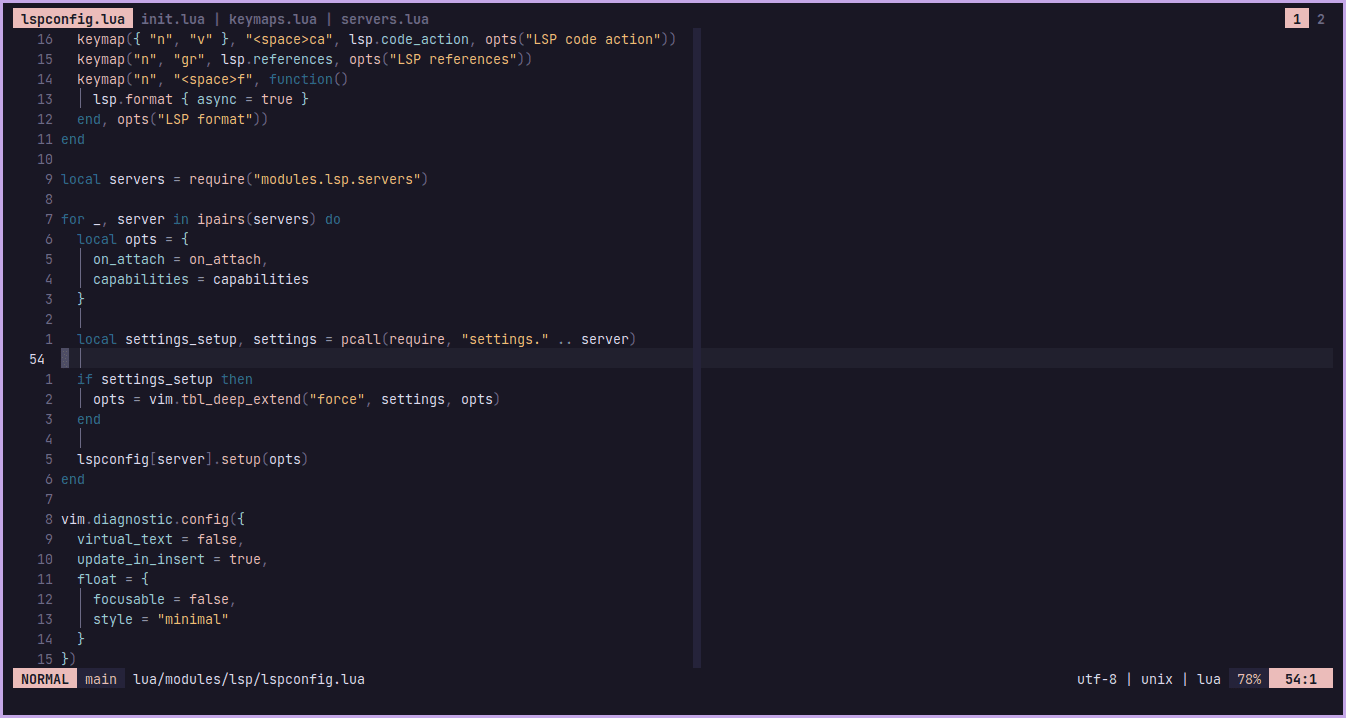 lspconfig.lua init.lua | keymaps.lua | servers.lua 1 2
16   keymap({ "n", "v" }, "<space>ca", lsp.code_action, opts("LSP code action"))
15   keymap("n", "gr", lsp.references, opts("LSP references"))
14   keymap("n", "<space>f", function()
13     lsp.format { async = true }
12   end, opts("LSP format"))
11 end
10
9 local servers = require("modules.lsp.servers")
8
7 for _, server in ipairs(servers) do
6   local opts = {
5     on_attach = on_attach,
4     capabilities = capabilities
3   }
2
1   local settings_setup, settings = pcall(require, "settings." .. server)
54
1   if settings_setup then
2     opts = vim.tbl_deep_extend("force", settings, opts)
3   end
4
5   lspconfig[server].setup(opts)
6 end
7
8 vim.diagnostic.config({
9   virtual_text = false,
10   update_in_insert = true,
11   float = {
12     focusable = false,
13     style = "minimal"
14   }
15 })
NORMAL main lua/modules/lsp/lspconfig.lua utf-8 | unix | lua 78% 54:1